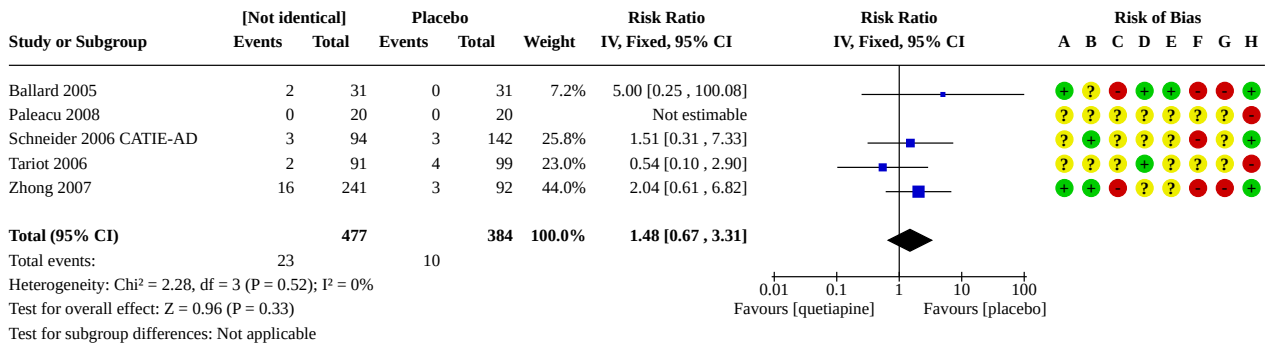 [Not identical] Placebo Risk Ratio Risk Ratio Risk of Bias
Study or Subgroup Events Total Events Total Weight IV, Fixed, 95% CI IV, Fixed, 95% CI A B C D E F G H
Ballard 2005 2 31 0 31 7.2% 5.00 [0.25 , 100.08] + ? - + + - - +
Paleacu 2008 0 20 0 20 Not estimable ? ? ? ? ? ? ? -
Schneider 2006 CATIE-AD 3 94 3 142 25.8% 1.51 [0.31 , 7.33] ? + ? ? ? - ? +
Tariot 2006 2 91 4 99 23.0% 0.54 [0.10 , 2.90] ? ? ? + ? ? ? -
Zhong 2007 16 241 3 92 44.0% 2.04 [0.61 , 6.82] + + - ? ? - - +
Total (95% CI) 477 384 100.0% 1.48 [0.67 , 3.31]
Total events: 23 10
Heterogeneity: Chi² = 2.28, df = 3 (P = 0.52); I² = 0%
0.01 0.1 1 10 100
Test for overall effect: Z = 0.96 (P = 0.33) Favours [quetiapine] Favours [placebo]
Test for subgroup differences: Not applicable